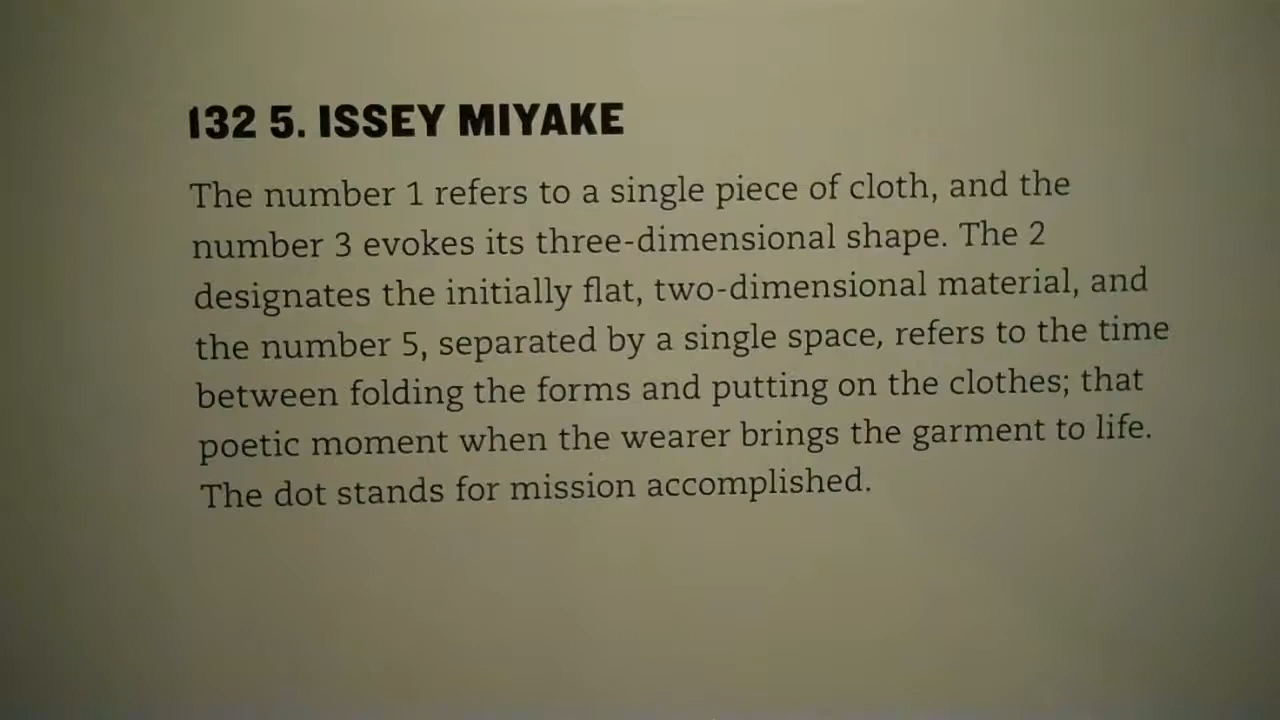 132 5. ISSEY MIYAKE
The number 1 refers to a single piece of cloth, and the
number 3 evokes its three-dimensional shape. The 2
designates the initially flat, two-dimensional material, and
the number 5, separated by a single space, refers to the time
between folding the forms and putting on the clothes; that
poetic moment when the wearer brings the garment to life.
The dot stands for mission accomplished.